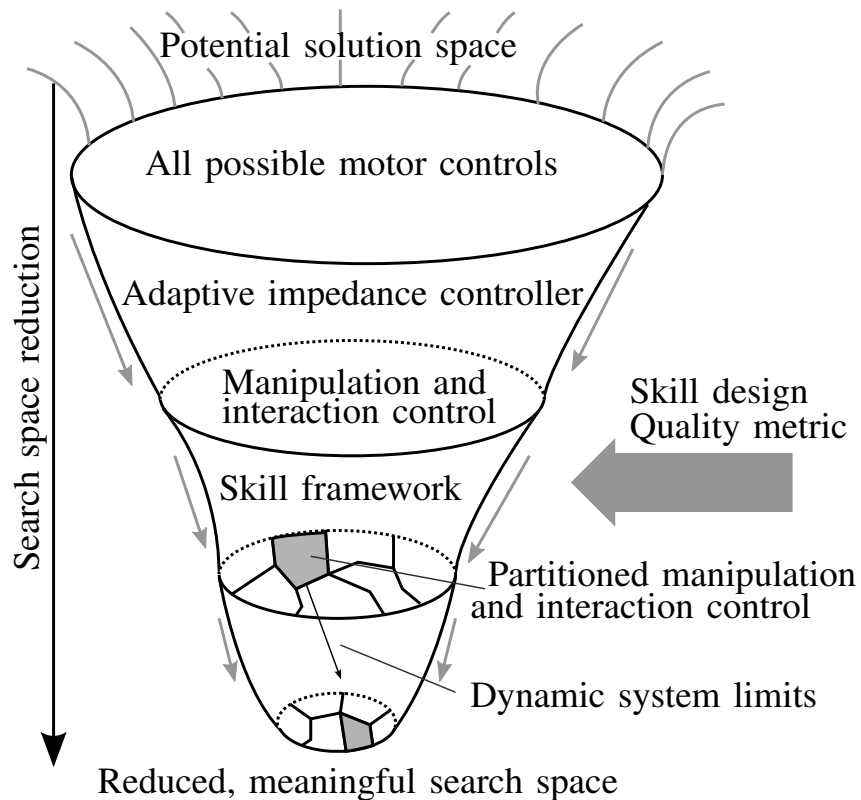 Potential solution space
All possible motor controls
Adaptive impedance controller
Manipulation and
interaction control
Skill design
Quality metric
Skill framework
Search space reduction
Partitioned manipulation
and interaction control
Dynamic system limits
Reduced, meaningful search space